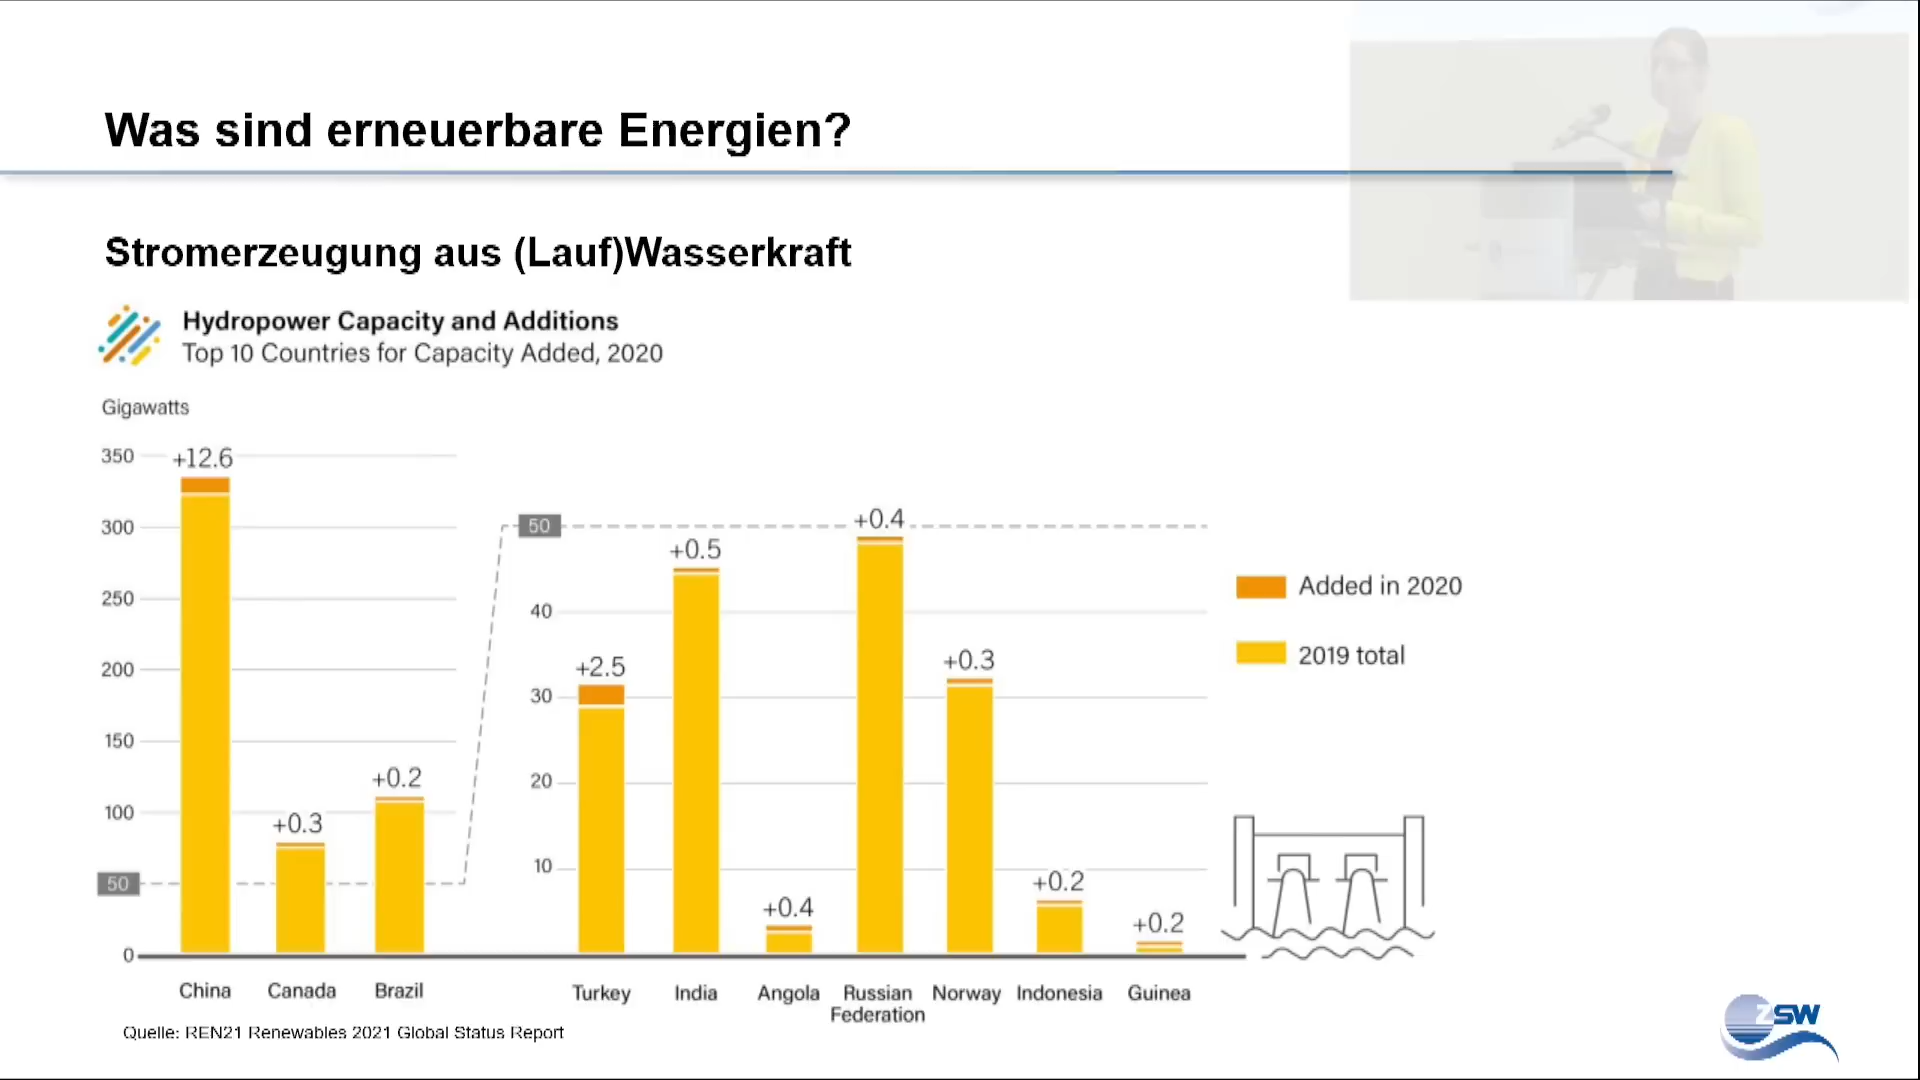 Was sind erneuerbare Energien?
Stromerzeugung aus (Lauf)Wasserkraft
Hydropower Capacity and Additions
Top 10 Countries for Capacity Added, 2020
Gigawatts
350
300
250
200
150
100
50
0
+12.6
+0.3
+0.2
50
40
30
20
10
+2.5
+0.5
+0.4
+0.4
+0.3
+0.2
+0.2
Added in 2020
2019 total
China
Canada
Brazil
Turkey
India
Angola
Russian
Federation
Norway
Indonesia
Guinea
Quelle: REN21 Renewables 2021 Global Status Report
ZSW